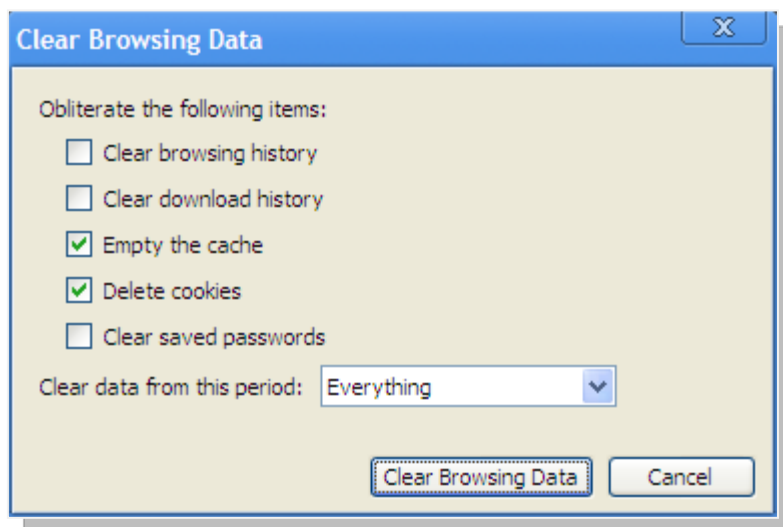 Clear Browsing Data
Obliterate the following items:
Clear browsing history
Clear download history
Empty the cache
Delete cookies
Clear saved passwords
Clear data from this period: Everything
Clear Browsing Data Cancel